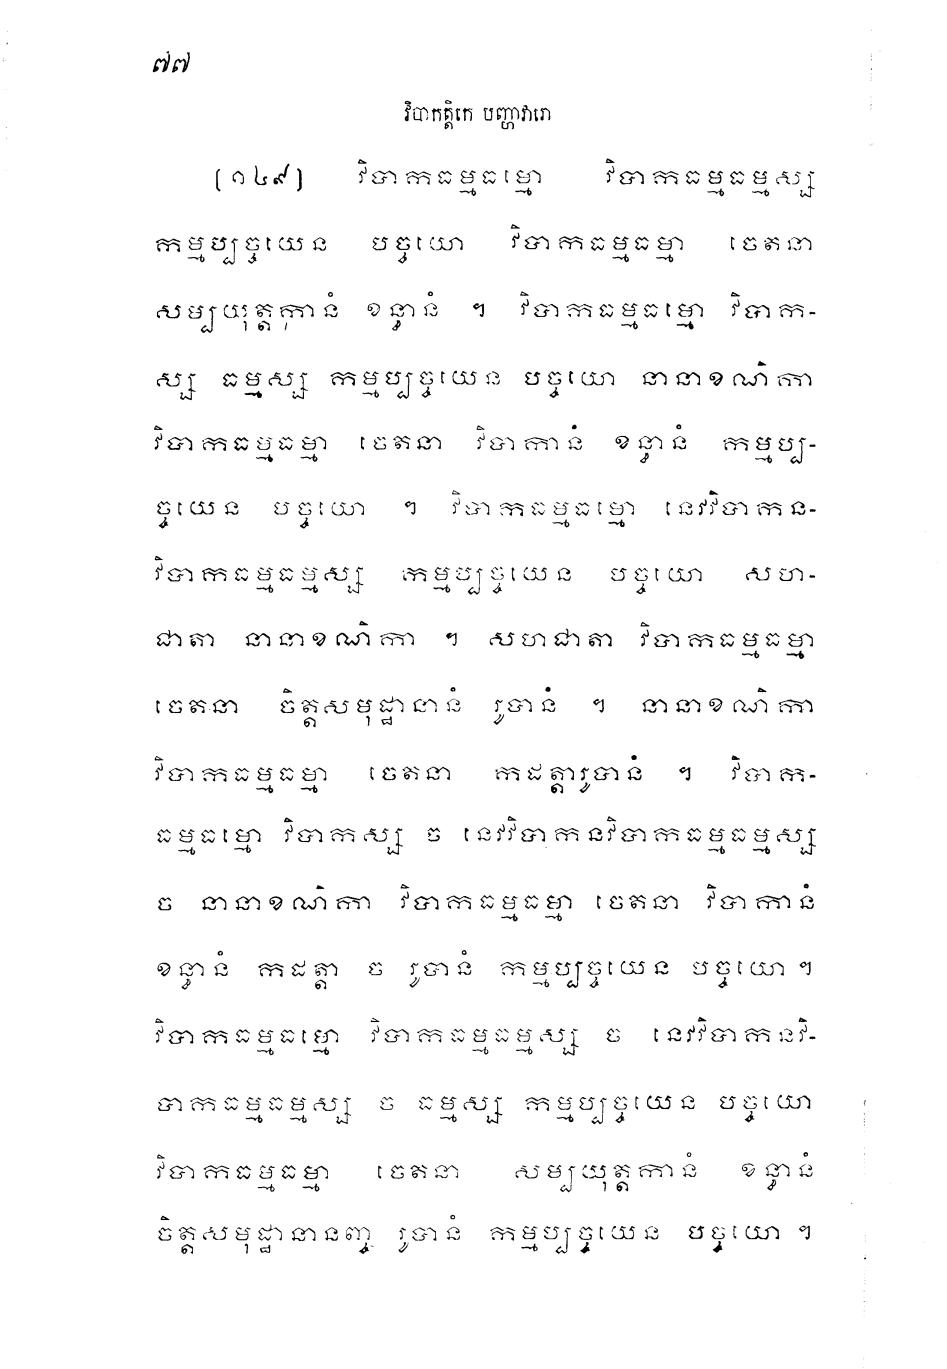 ៧៧
វិបាកត្តិកេ បញ្ហាវារោ
[១៤៩] វិបាកធម្មធម្មោ វិបាកធម្មធម្មស្ស
កម្មប្បច្ចយេន បច្ចយោ វិបាកធម្មធម្មា ចេតនា
សម្បយុត្តកានំ ខន្ធានំ ។ វិបាកធម្មធម្មោ វិបាក-
ស្ស ធម្មស្ស កម្មប្បច្ចយេន បច្ចយោ នានាខណិកា
វិបាកធម្មធម្មា ចេតនា វិបាកានំ ខន្ធានំ កម្មប្ប-
ច្ចយេន បច្ចយោ ។ វិបាកធម្មធម្មោ នេវវិបាកន-
វិបាកធម្មធម្មស្ស កម្មប្បច្ចយេន បច្ចយោ សហ-
ជាតា នានាខណិកា ។ សហជាតា វិបាកធម្មធម្មា
ចេតនា ចិត្តសមុដ្ឋានានំ រូបានំ ។ នានាខណិកា
វិបាកធម្មធម្មា ចេតនា កដត្តារូបានំ ។ វិបាក-
ធម្មធម្មោ វិបាកស្ស ច នេវវិបាកនវិបាកធម្មធម្មស្ស
ច នានាខណិកា វិបាកធម្មធម្មា ចេតនា វិបាកានំ
ខន្ធានំ កដត្តា ច រូបានំ កម្មប្បច្ចយេន បច្ចយោ ។
វិបាកធម្មធម្មោ វិបាកធម្មធម្មស្ស ច នេវវិបាកនវិ-
បាកធម្មធម្មស្ស ច ធម្មស្ស កម្មប្បច្ចយេន បច្ចយោ
វិបាកធម្មធម្មា ចេតនា សម្បយុត្តកានំ ខន្ធានំ
ចិត្តសមុដ្ឋានានញ្ច រូបានំ កម្មប្បច្ចយេន បច្ចយោ ។